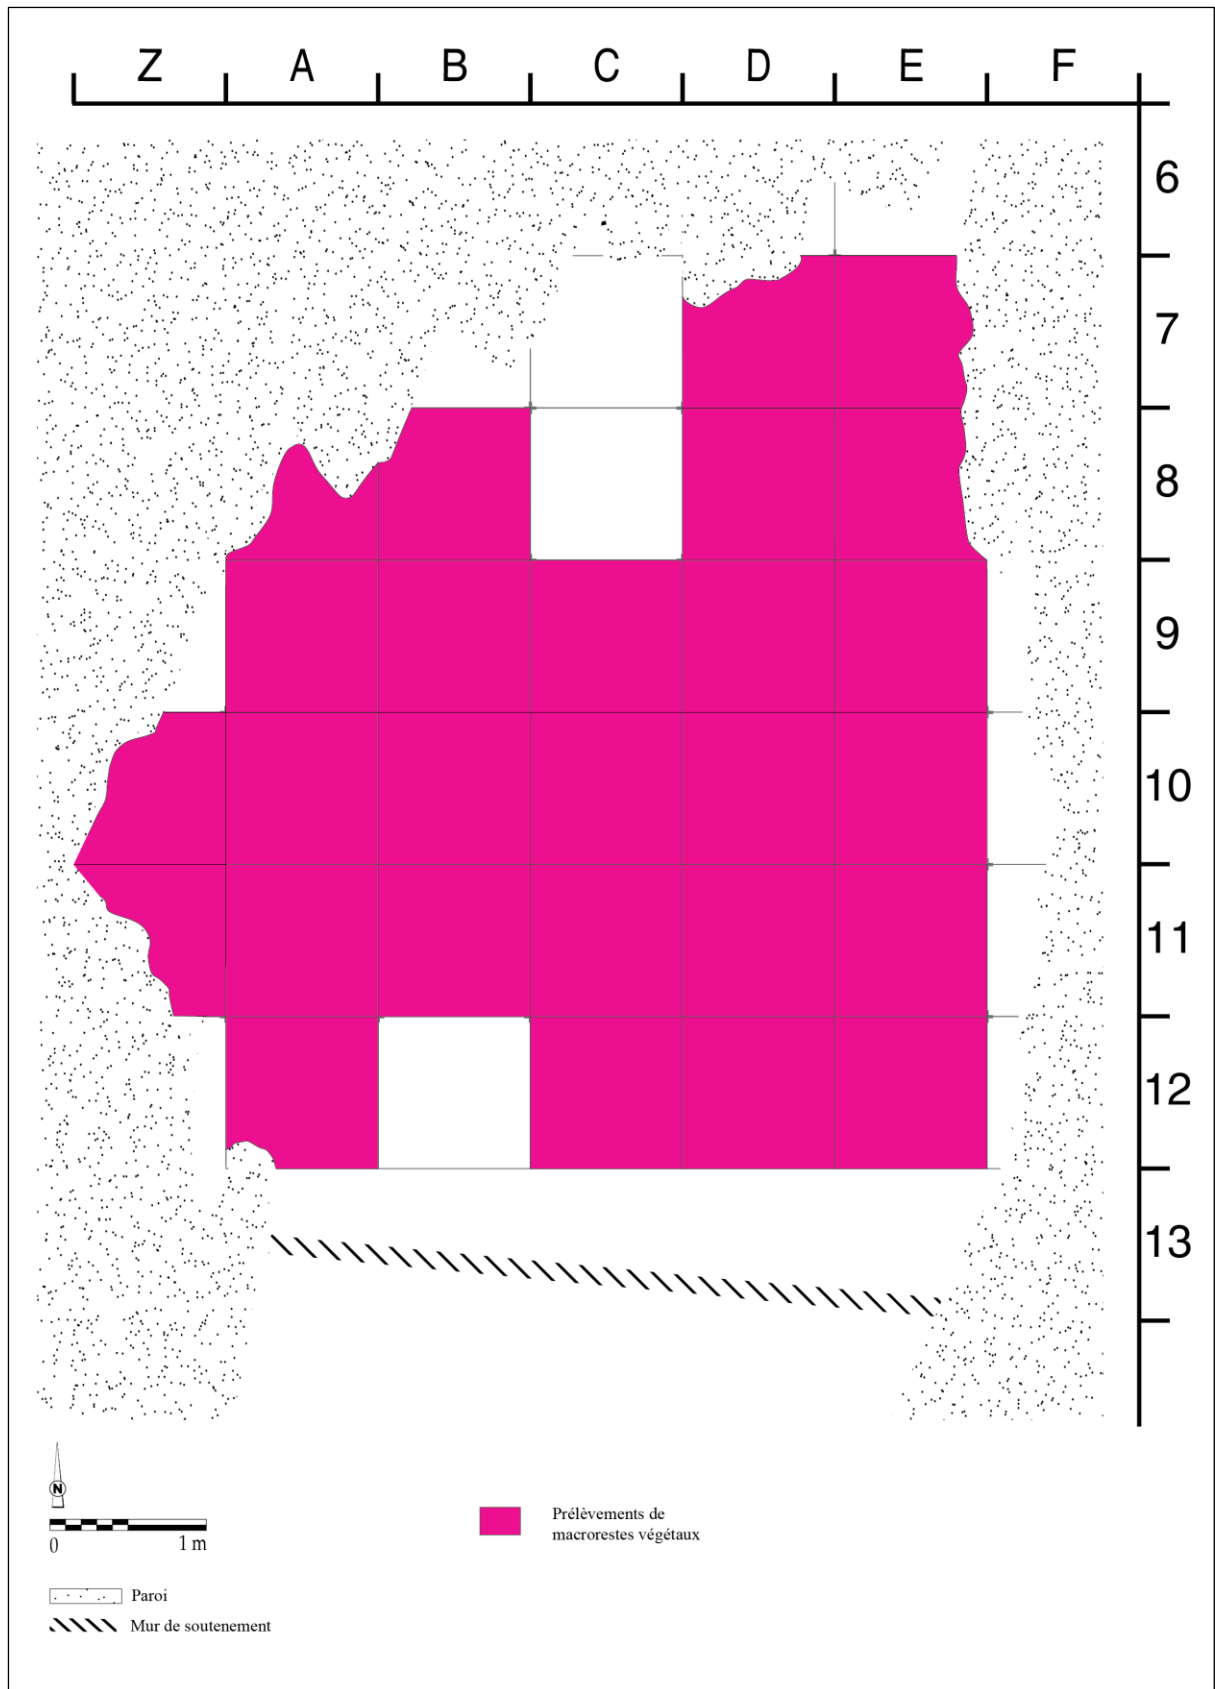 Z A B C D E F
6
7
8
9
10
11
12
13
N
0 1 m
Prélèvements de
macrorestes végétaux
Paroi
Mur de soutenement